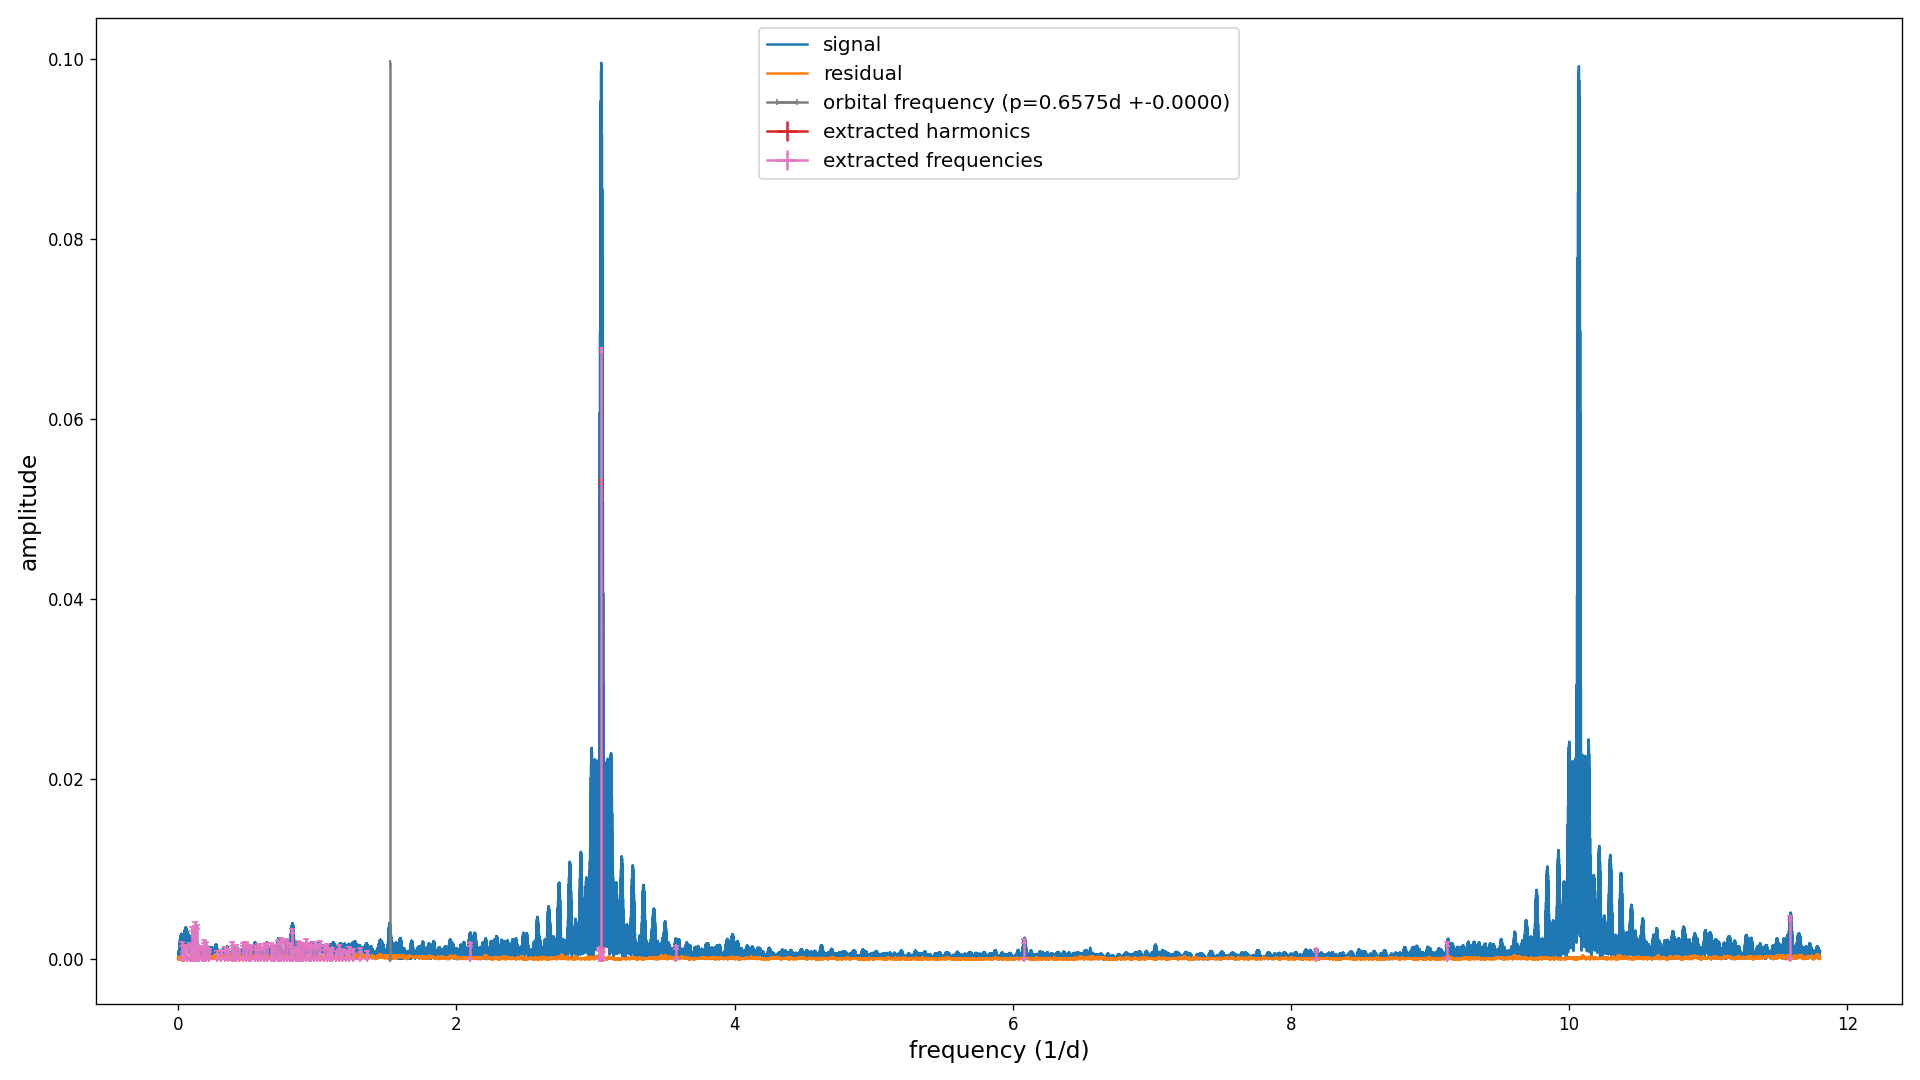 signal
residual
orbital frequency (p=0.6575d +-0.0000)
extracted harmonics
extracted frequencies
amplitude
0.10
0.08
0.06
0.04
0.02
0.00
0 2 4 6 8 10 12
frequency (1/d)